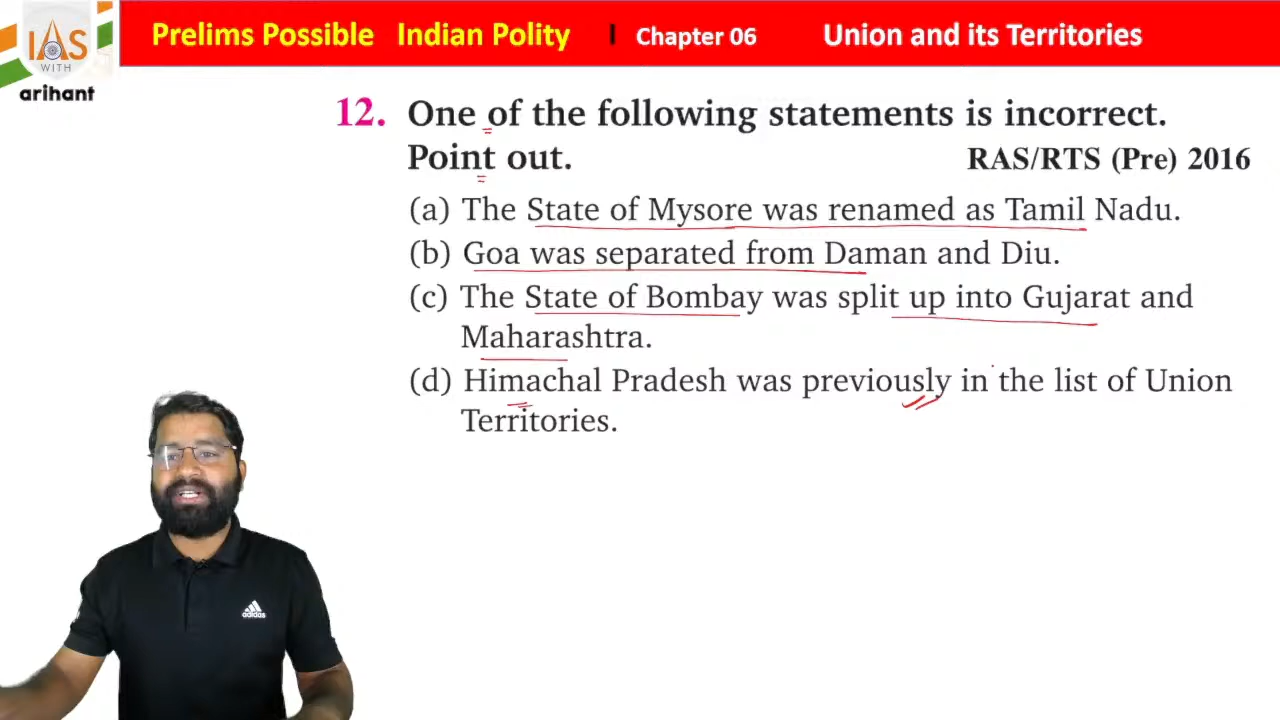 Prelims Possible Indian Polity | Chapter 06 Union and its Territories
IAS
WITH
arihant
12. One of the following statements is incorrect.
Point out. RAS/RTS (Pre) 2016
(a) The State of Mysore was renamed as Tamil Nadu.
(b) Goa was separated from Daman and Diu.
(c) The State of Bombay was split up into Gujarat and
Maharashtra.
(d) Himachal Pradesh was previously in the list of Union
Territories.
adidas